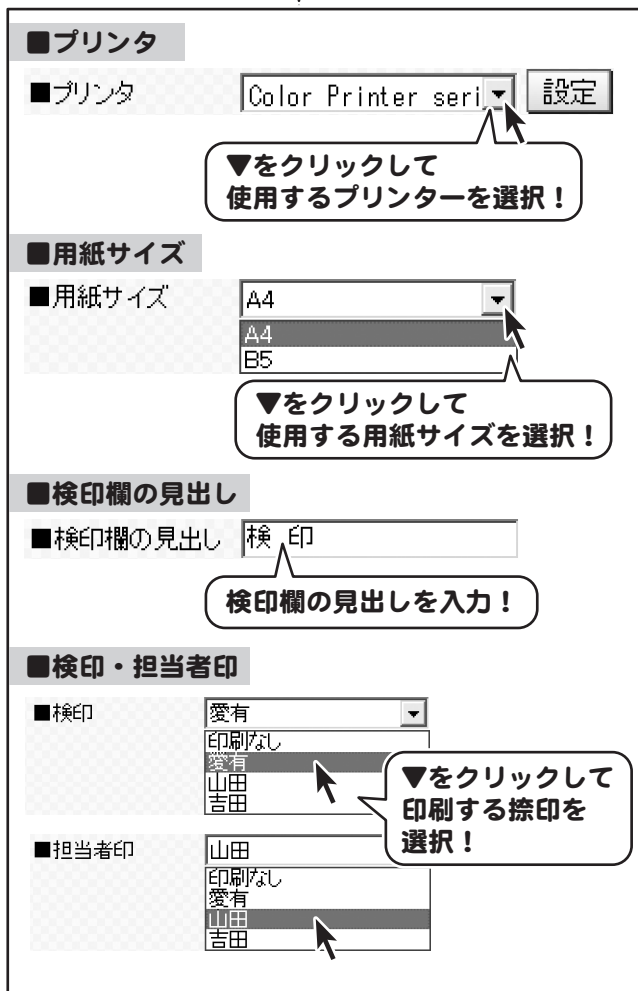 ■プリンタ
■プリンタ Color Printer seri 設定
▼をクリックして
使用するプリンターを選択！
■用紙サイズ
■用紙サイズ A4
A4
B5
▼をクリックして
使用する用紙サイズを選択！
■検印欄の見出し
■検印欄の見出し 検 印
検印欄の見出しを入力！
■検印・担当者印
■検印 愛有
印刷なし
愛有
山田
吉田
▼をクリックして
印刷する捺印を
選択！
■担当者印 山田
印刷なし
愛有
山田
吉田